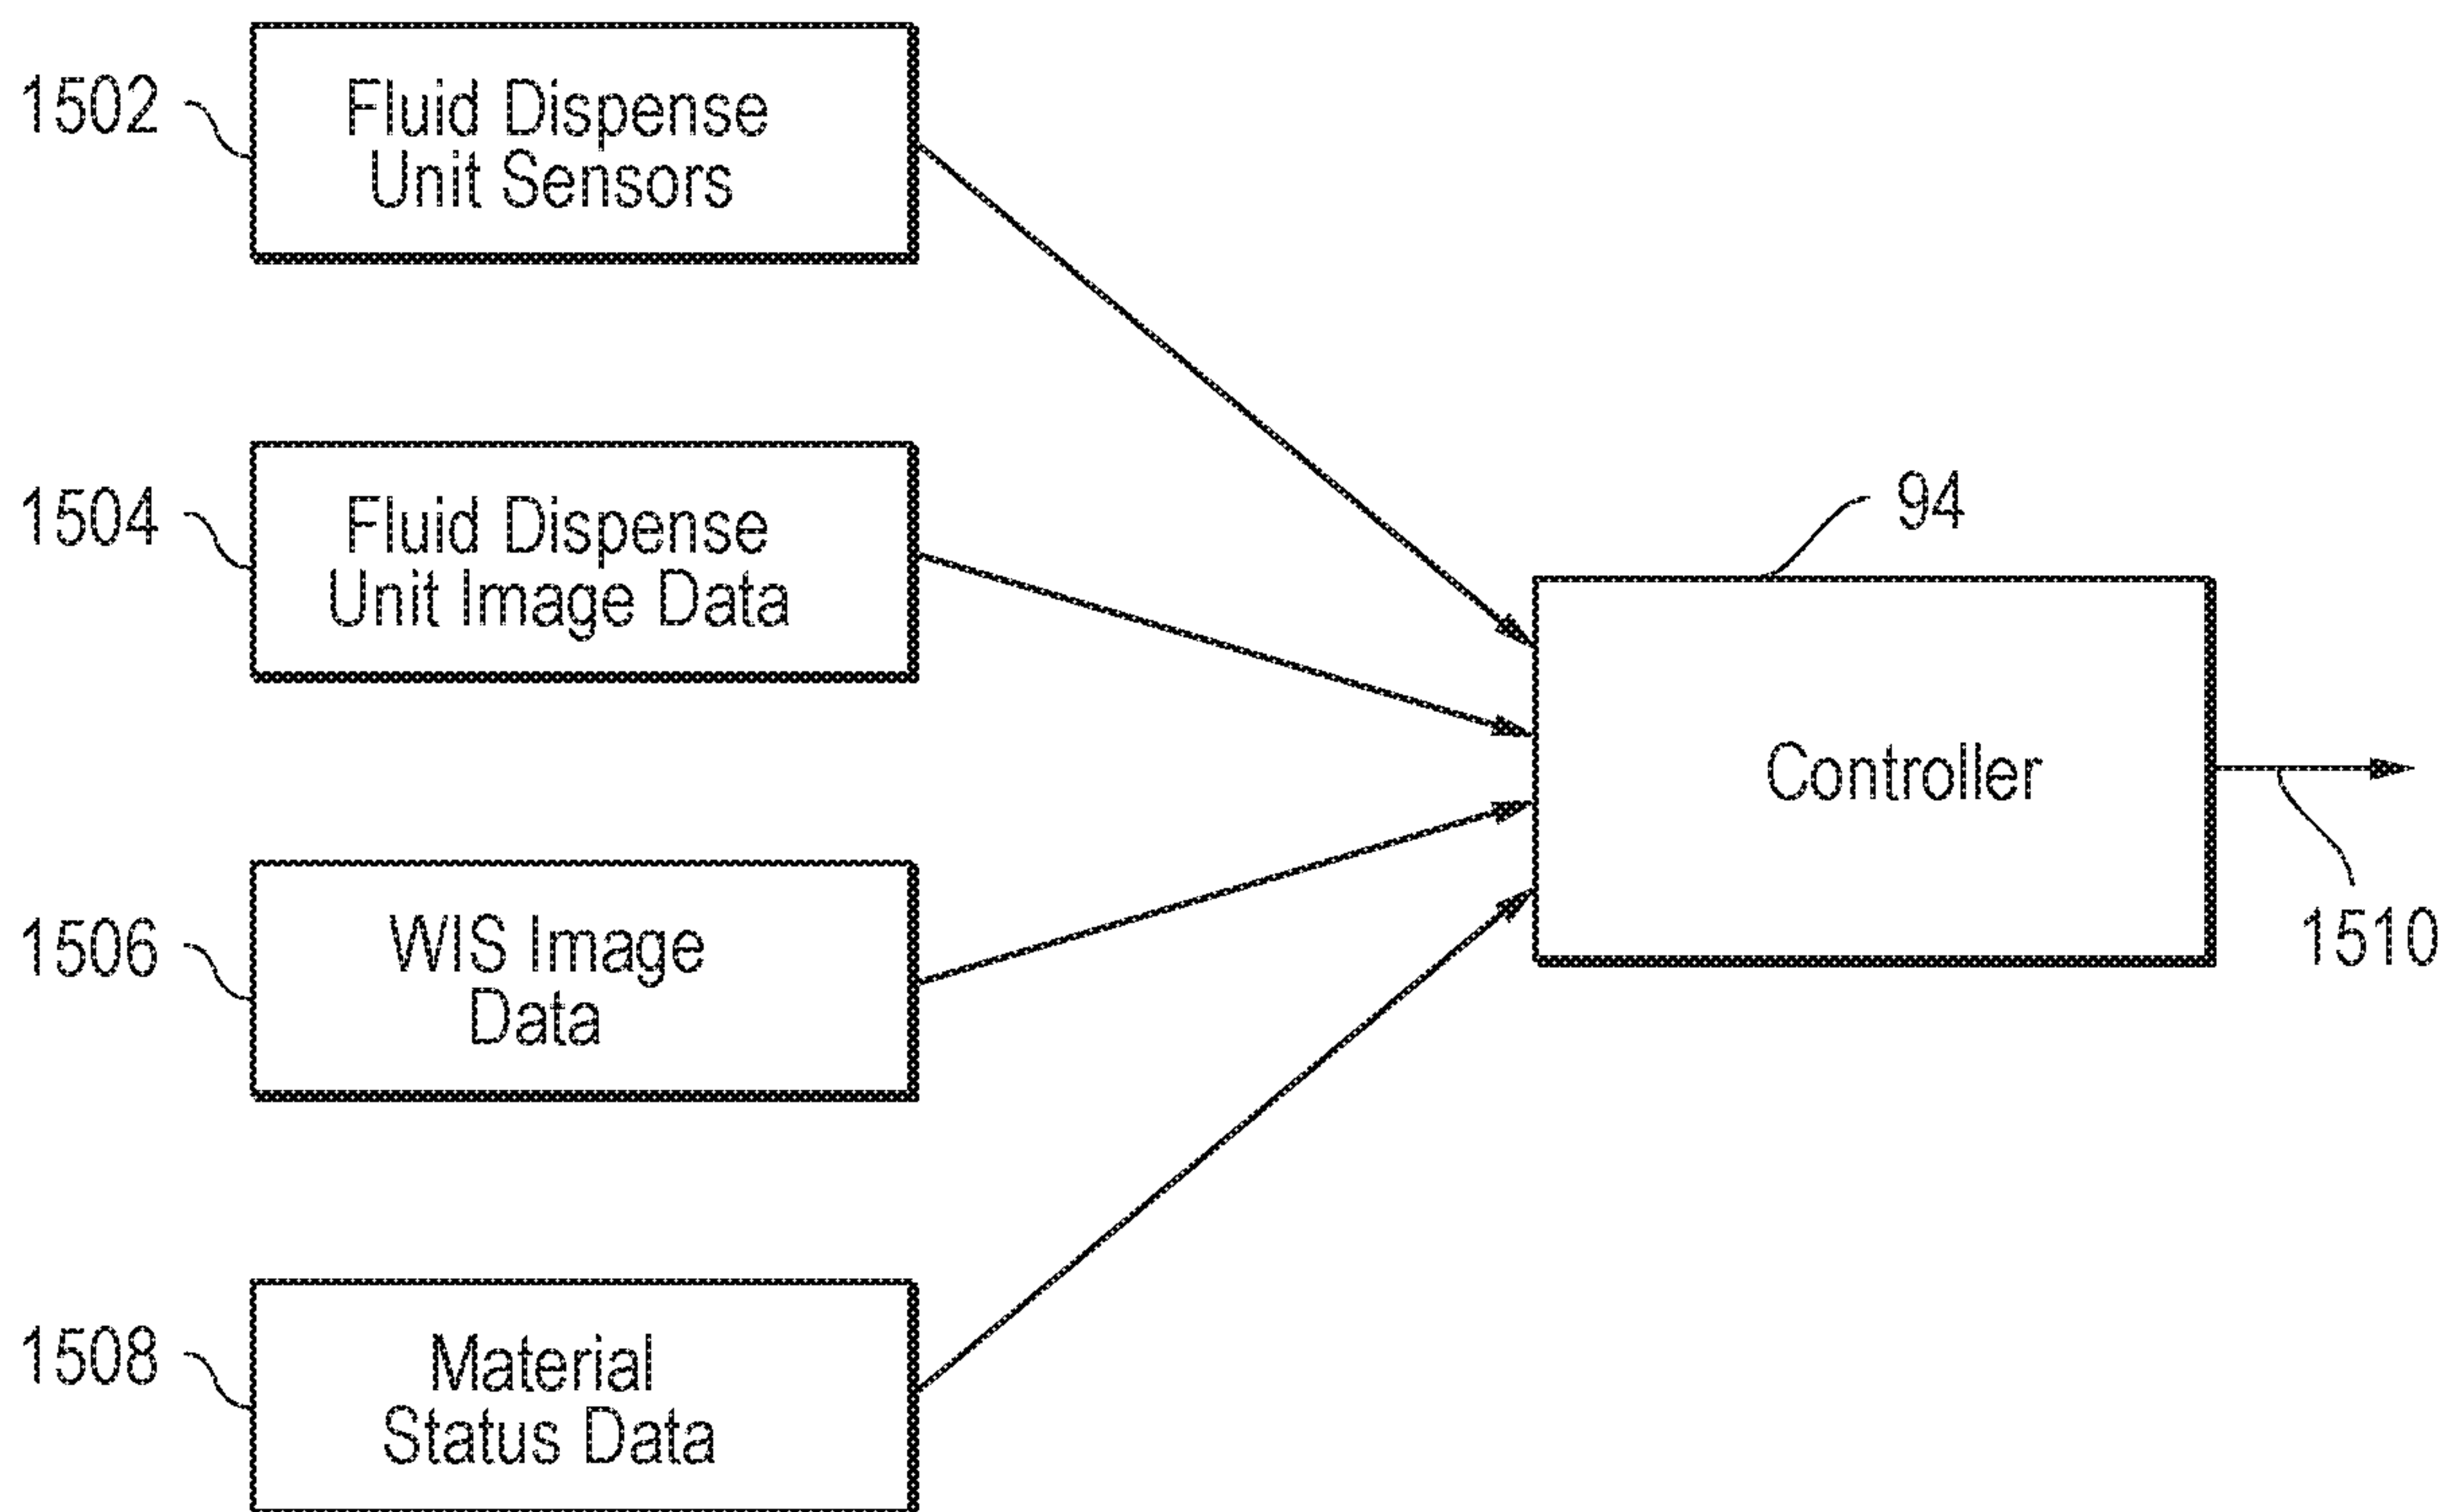 1502
Fluid Dispense
Unit Sensors
1504
Fluid Dispense
Unit Image Data
94
Controller
1510
1506
WIS Image
Data
1508
Material
Status Data